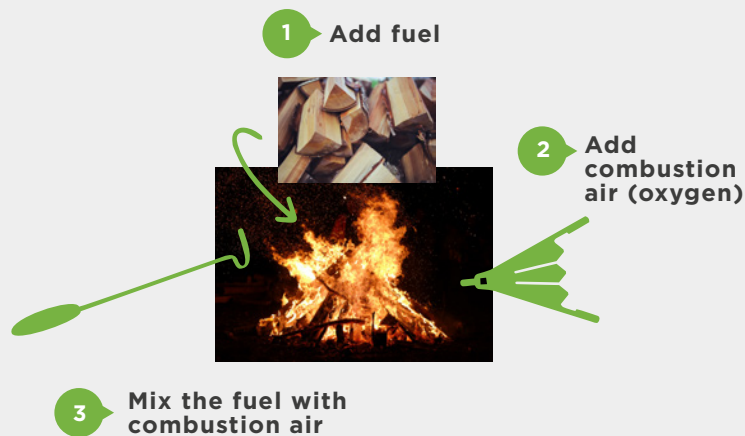 1
Add fuel
2
Add
combustion
air (oxygen)
3
Mix the fuel with
combustion air